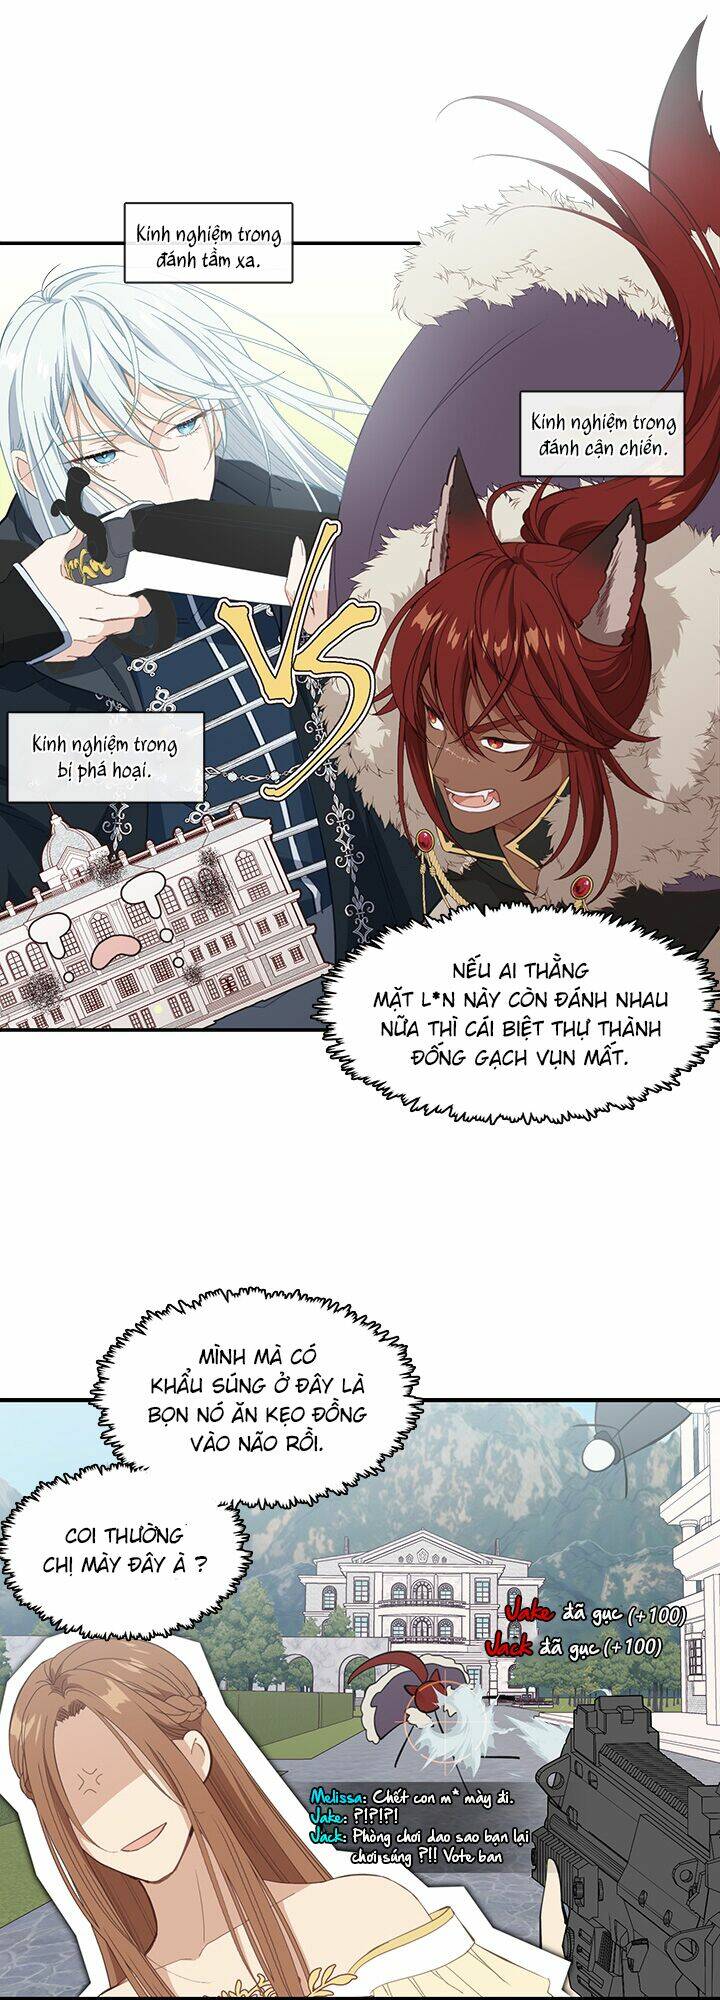 Kinh nghiệm trong
đánh tầm xa.
Kinh nghiệm trong
đánh cận chiến.
VS
Kinh nghiệm trong
bị phá hoại.
NẾU AI THẰNG
MẶT L*N NÀY CÒN ĐÁNH NHAU
NỮA THÌ CÁI BIỆT THỰ THÀNH
ĐỐNG GẠCH VỤN MẤT.
MÌNH MÀ CÓ
KHẨU SÚNG Ở ĐÂY LÀ
BỌN NÓ ĂN KẸO ĐỒNG
VÀO NÃO RỒI.
COI THƯỜNG
CHỊ MÀY ĐÂY À ?
Jake đã gục (+100)
Jack đã gục (+100)
Melissa: Chết con m* mày đi.
Jake: ?!?!?!
Jack: Phòng chơi dao sao bạn lại
chơi súng ?!! Vote ban